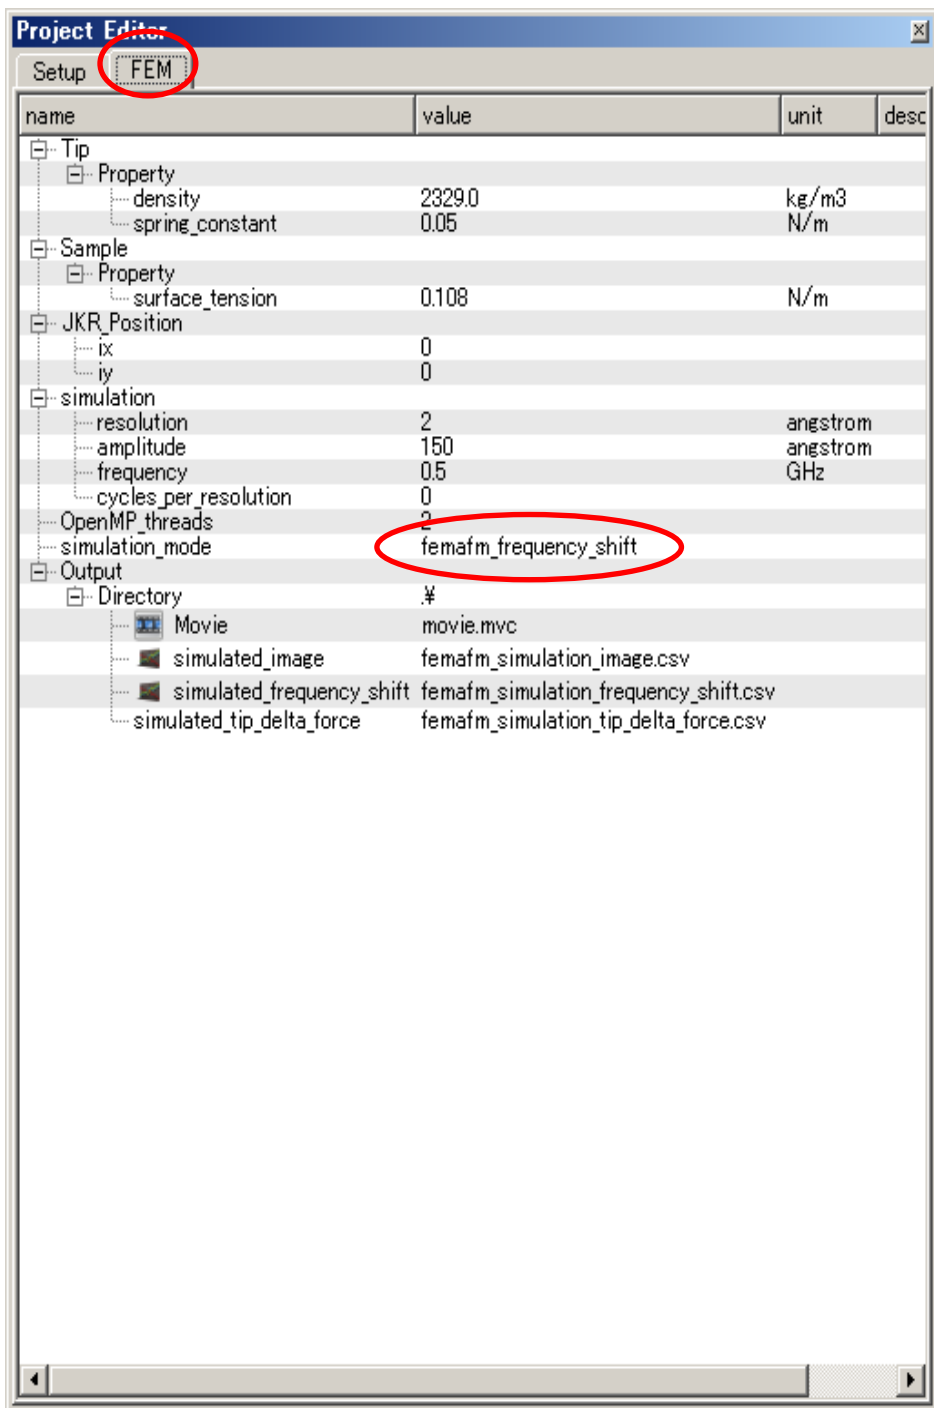 Project Editor
Setup FEM
name value unit desc
Tip
Property
density 2329.0 kg/m3
spring_constant 0.05 N/m
Sample
Property
surface_tension 0.108 N/m
JKR_Position
ix 0
iy 0
simulation
resolution 2 angstrom
amplitude 150 angstrom
frequency 0.5 GHz
cycles_per_resolution 0
OpenMP_threads 2
simulation_mode femafm_frequency_shift
Output
Directory .¥
Movie movie.mvc
simulated_image femafm_simulation_image.csv
simulated_frequency_shift femafm_simulation_frequency_shift.csv
simulated_tip_delta_force femafm_simulation_tip_delta_force.csv